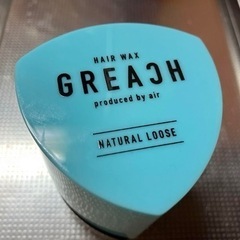 HAIR WAX
GREACH
produced by air
NATURAL LOOSE